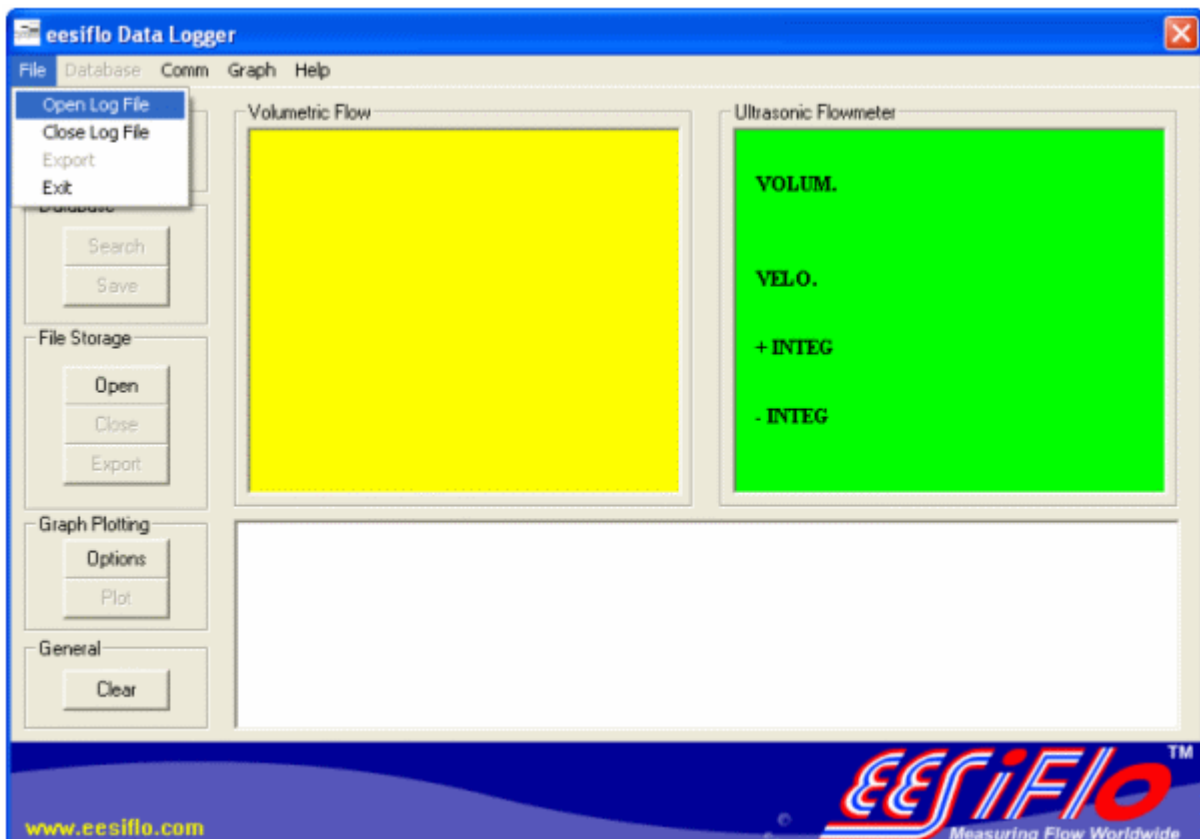 eesiflo Data Logger
File Database Comm Graph Help
Open Log File
Close Log File
Export
Exit
Database
Search
Save
File Storage
Open
Close
Export
Graph Plotting
Options
Plot
General
Clear
Volumetric Flow
Ultrasonic Flowmeter
VOLUM.
VELO.
+ INTEG
- INTEG
www.eesiflo.com
EESiFlo TM
Measuring Flow Worldwide